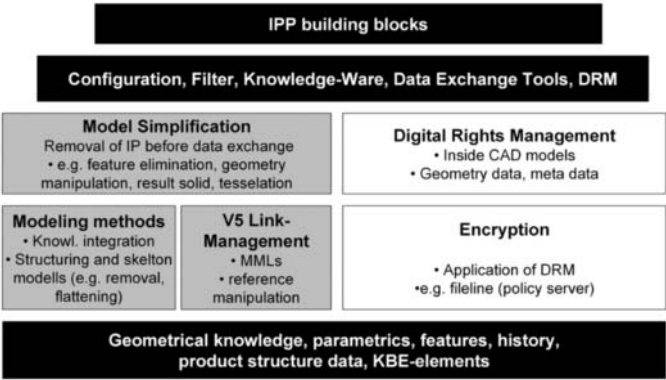 IPP building blocks
Configuration, Filter, Knowledge-Ware, Data Exchange Tools, DRM
Model Simplification
Removal of IP before data exchange
• e.g. feature elimination, geometry
manipulation, result solid, tesselation
Digital Rights Management
• Inside CAD models
• Geometry data, meta data
Modeling methods
• Knowl. integration
• Structuring and skelton
modells (e.g. removal,
flattening)
V5 Link-
Management
• MMLs
• reference
manipulation
Encryption
• Application of DRM
•e.g. fileline (policy server)
Geometrical knowledge, parametrics, features, history,
product structure data, KBE-elements